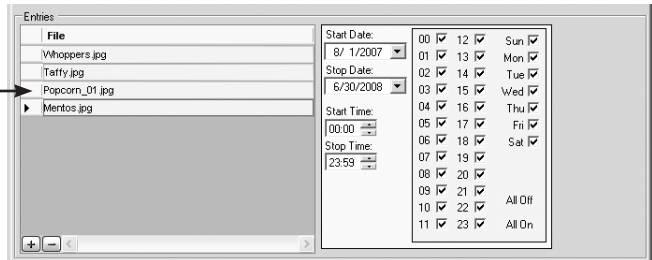 Entries
File
Whoppers.jpg
Taffy.jpg
Popcorn_01.jpg
Mentos.jpg
Start Date:
8/ 1/2007
Stop Date:
6/30/2008
Start Time:
00:00
Stop Time:
23:59
00 12 Sun
01 13 Mon
02 14 Tue
03 15 Wed
04 16 Thu
05 17 Fri
06 18 Sat
07 19
08 20
09 21
All Off
10 22
11 23 All On